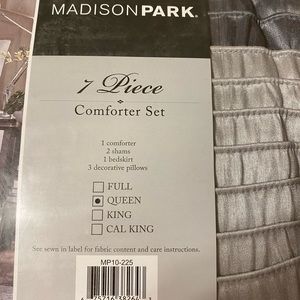 MADISON PARK®
7 Piece
Comforter Set
1 comforter
2 shams
1 bedskirt
3 decorative pillows
FULL
QUEEN
KING
CAL KING
See sewn in label for fabric content and care instructions.
MP10-225